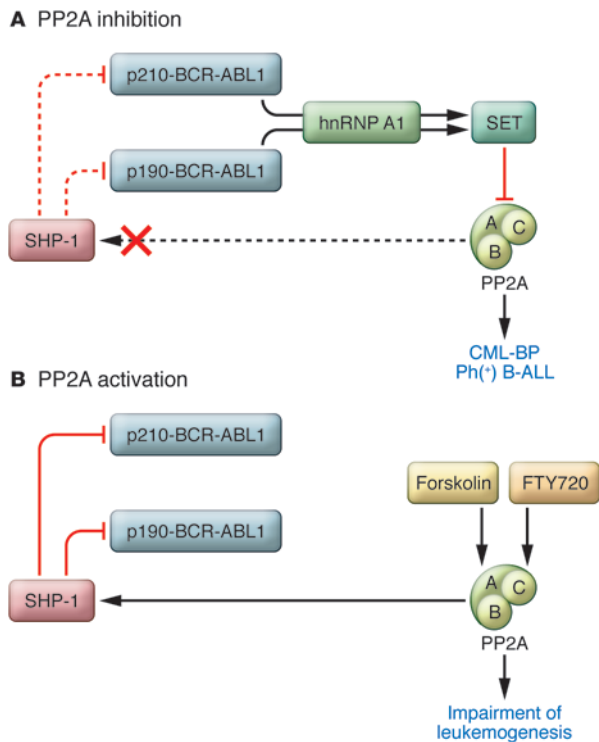 A PP2A inhibition
p210-BCR-ABL1
hnRNP A1
SET
p190-BCR-ABL1
SHP-1
A
C
B
PP2A
CML-BP
Ph(+) B-ALL
B PP2A activation
p210-BCR-ABL1
Forskolin
FTY720
p190-BCR-ABL1
SHP-1
A
C
B
PP2A
Impairment of
leukemogenesis